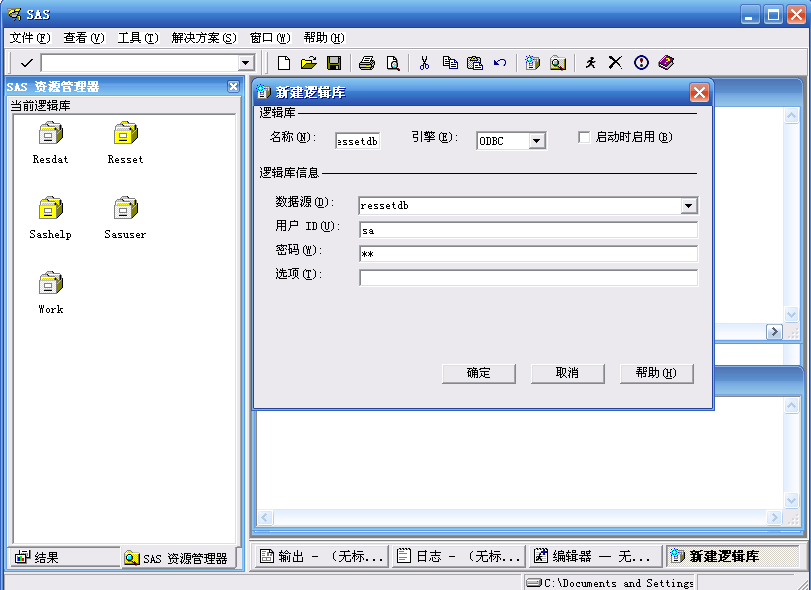 SAS
文件(F) 查看(V) 工具(T) 解决方案(S) 窗口(W) 帮助(H)
SAS 资源管理器
当前逻辑库
Resdat Resset
Sashelp Sasuser
Work
新建逻辑库
逻辑库
名称(N): essetdb 引擎(E): ODBC 启动时启用(B)
逻辑库信息
数据源(D): ressetdb
用户 ID(U): sa
密码(W): **
选项(T):
确定 取消 帮助(H)
结果 SAS 资源管理器
输出 - (无标... 日志 - (无标... 编辑器 — 无... 新建逻辑库
C:\Documents and Settings